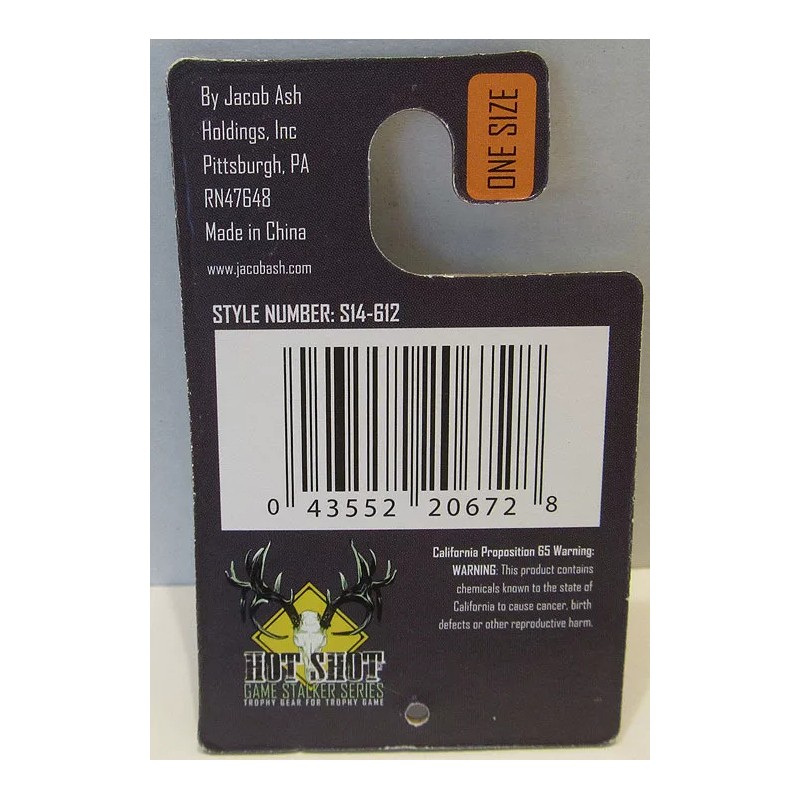 By Jacob Ash
Holdings, Inc
Pittsburgh, PA
RN47648
Made in China
www.jacobash.com
ONE SIZE
STYLE NUMBER: S14-612
0 43552 20672 8
California Proposition 65 Warning:
WARNING: This product contains
chemicals known to the state of
California to cause cancer, birth
defects or other reproductive harm.
HOT SHOT
GAME STALKER SERIES
TROPHY GEAR FOR TROPHY GAME